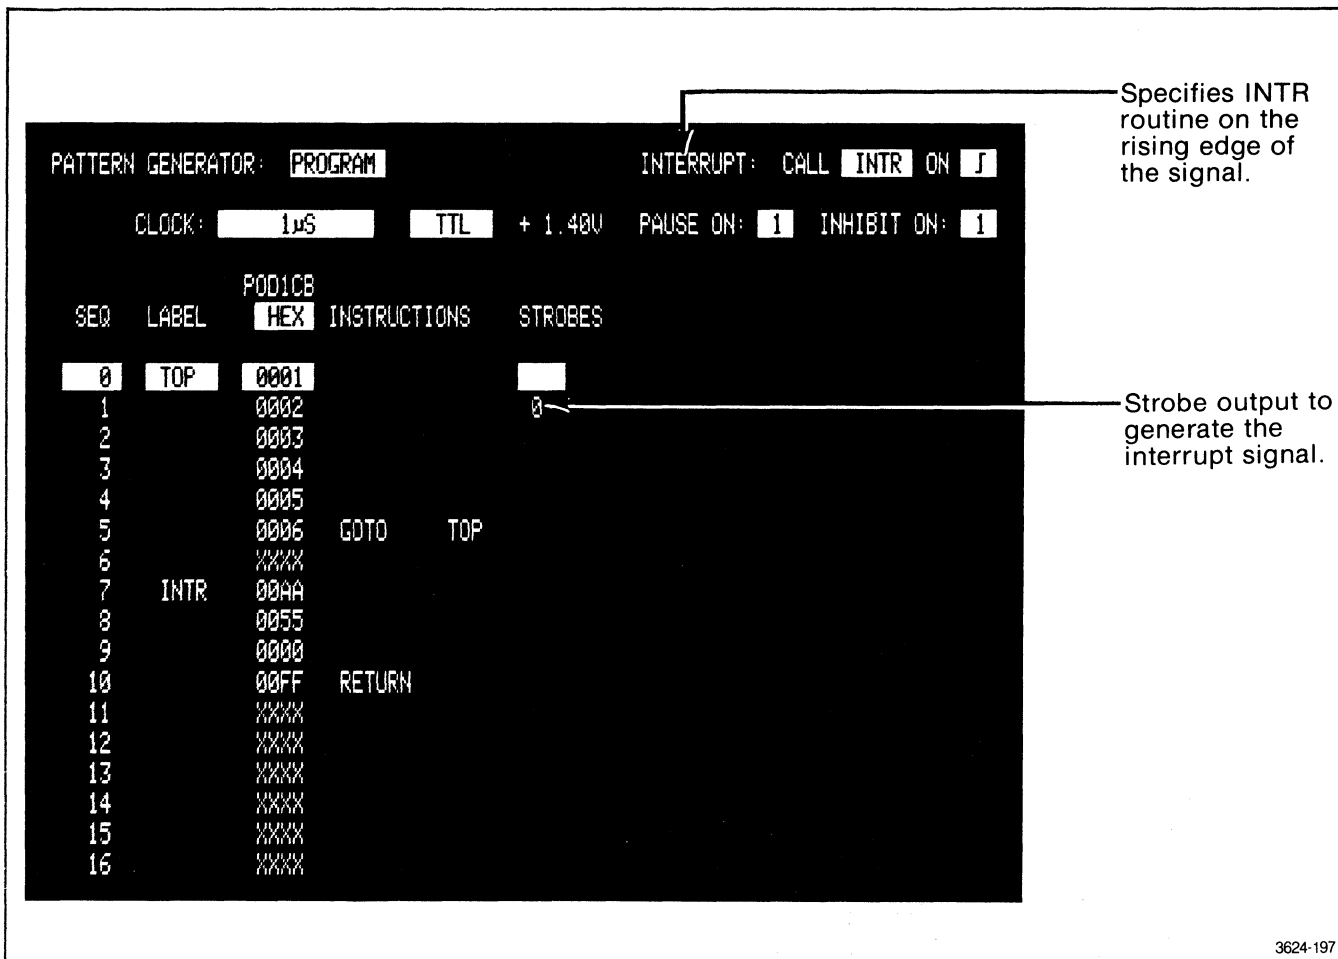 Specifies INTR
routine on the
rising edge of
the signal.
PATTERN GENERATOR: PROGRAM INTERRUPT: CALL INTR ON ʃ
CLOCK: 1µS TTL + 1.40V PAUSE ON: 1 INHIBIT ON: 1
POD1CB
SEQ LABEL HEX INSTRUCTIONS STROBES
0 TOP 0001
1 0002 0
2 0003
3 0004
4 0005
5 0006 GOTO TOP
6 XXXX
7 INTR 00AA
8 0055
9 0000
10 00FF RETURN
11 XXXX
12 XXXX
13 XXXX
14 XXXX
15 XXXX
16 XXXX
Strobe output to
generate the
interrupt signal.
3624-197